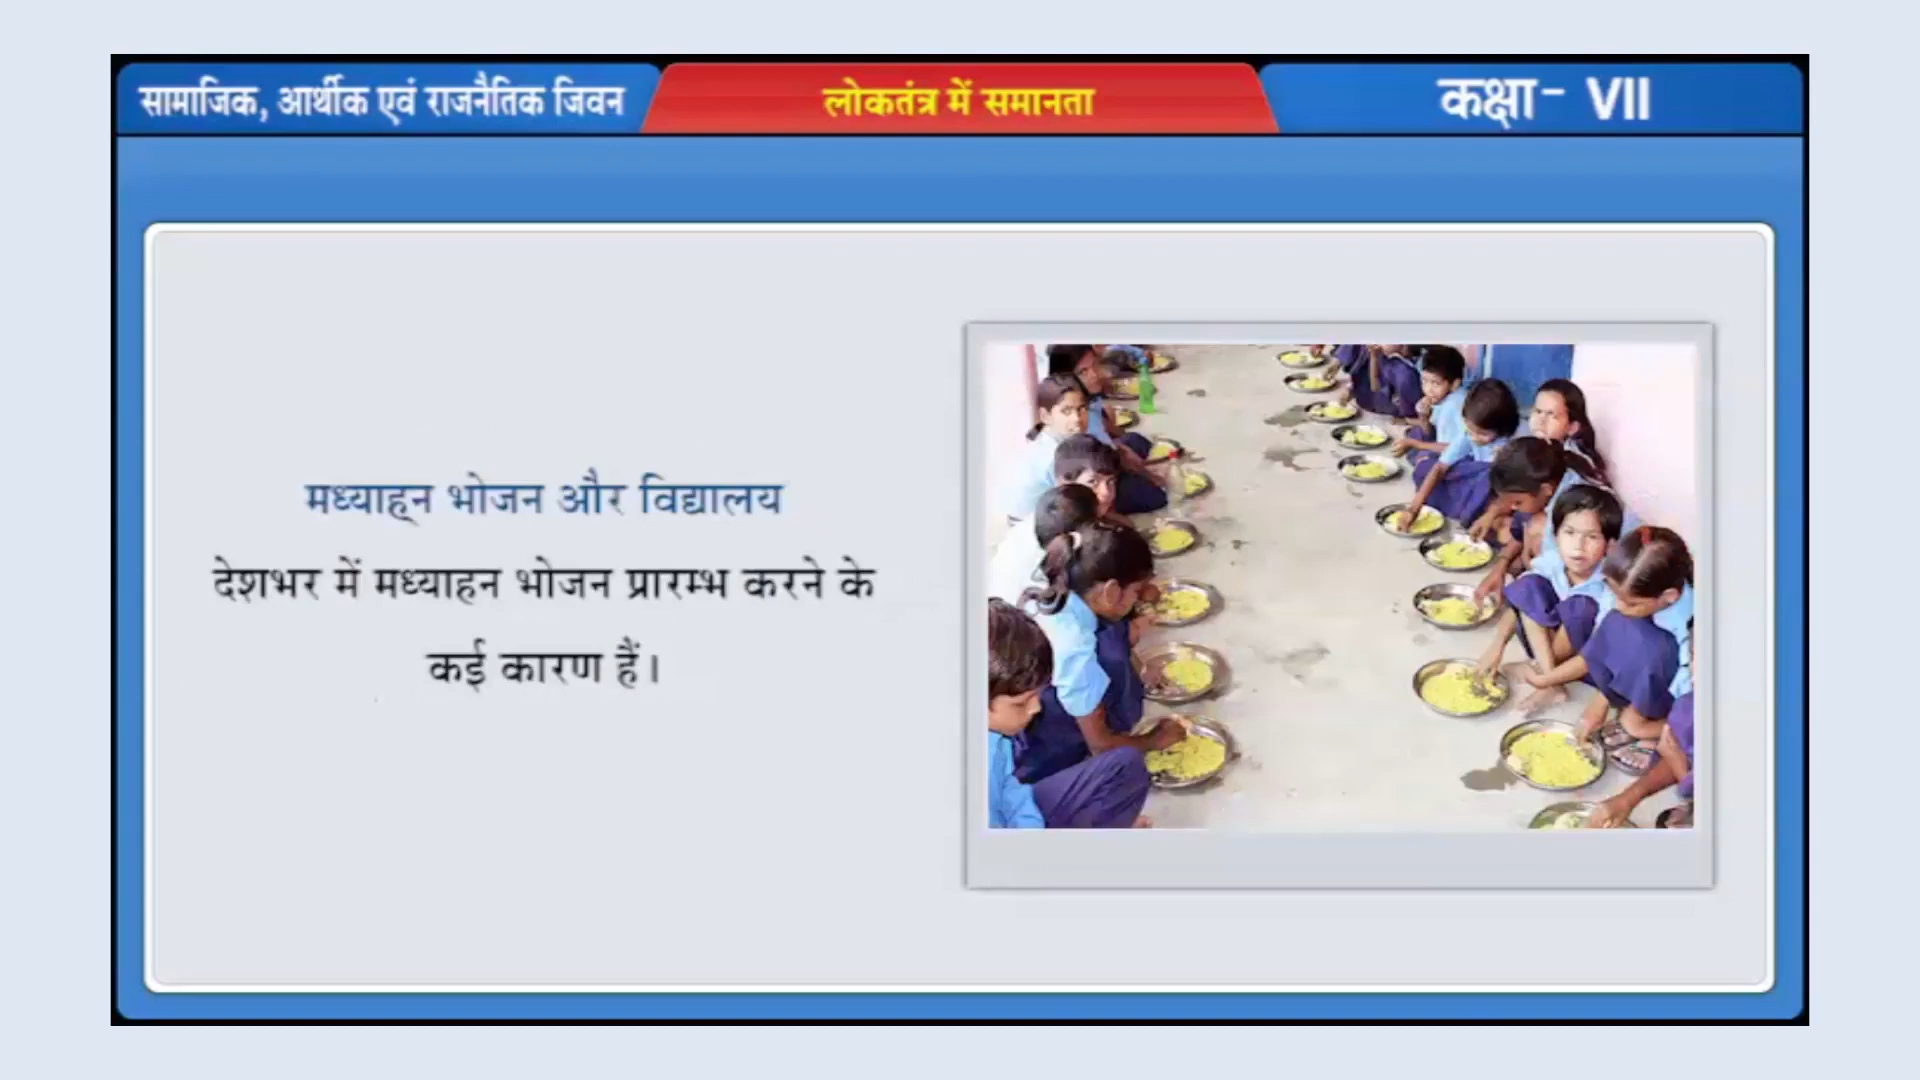 सामाजिक, आर्थीक एवं राजनैतिक जिवन
लोकतंत्र में समानता
कक्षा- VII
मध्याह्न भोजन और विद्यालय
देशभर में मध्याहन भोजन प्रारम्भ करने के
कई कारण हैं।